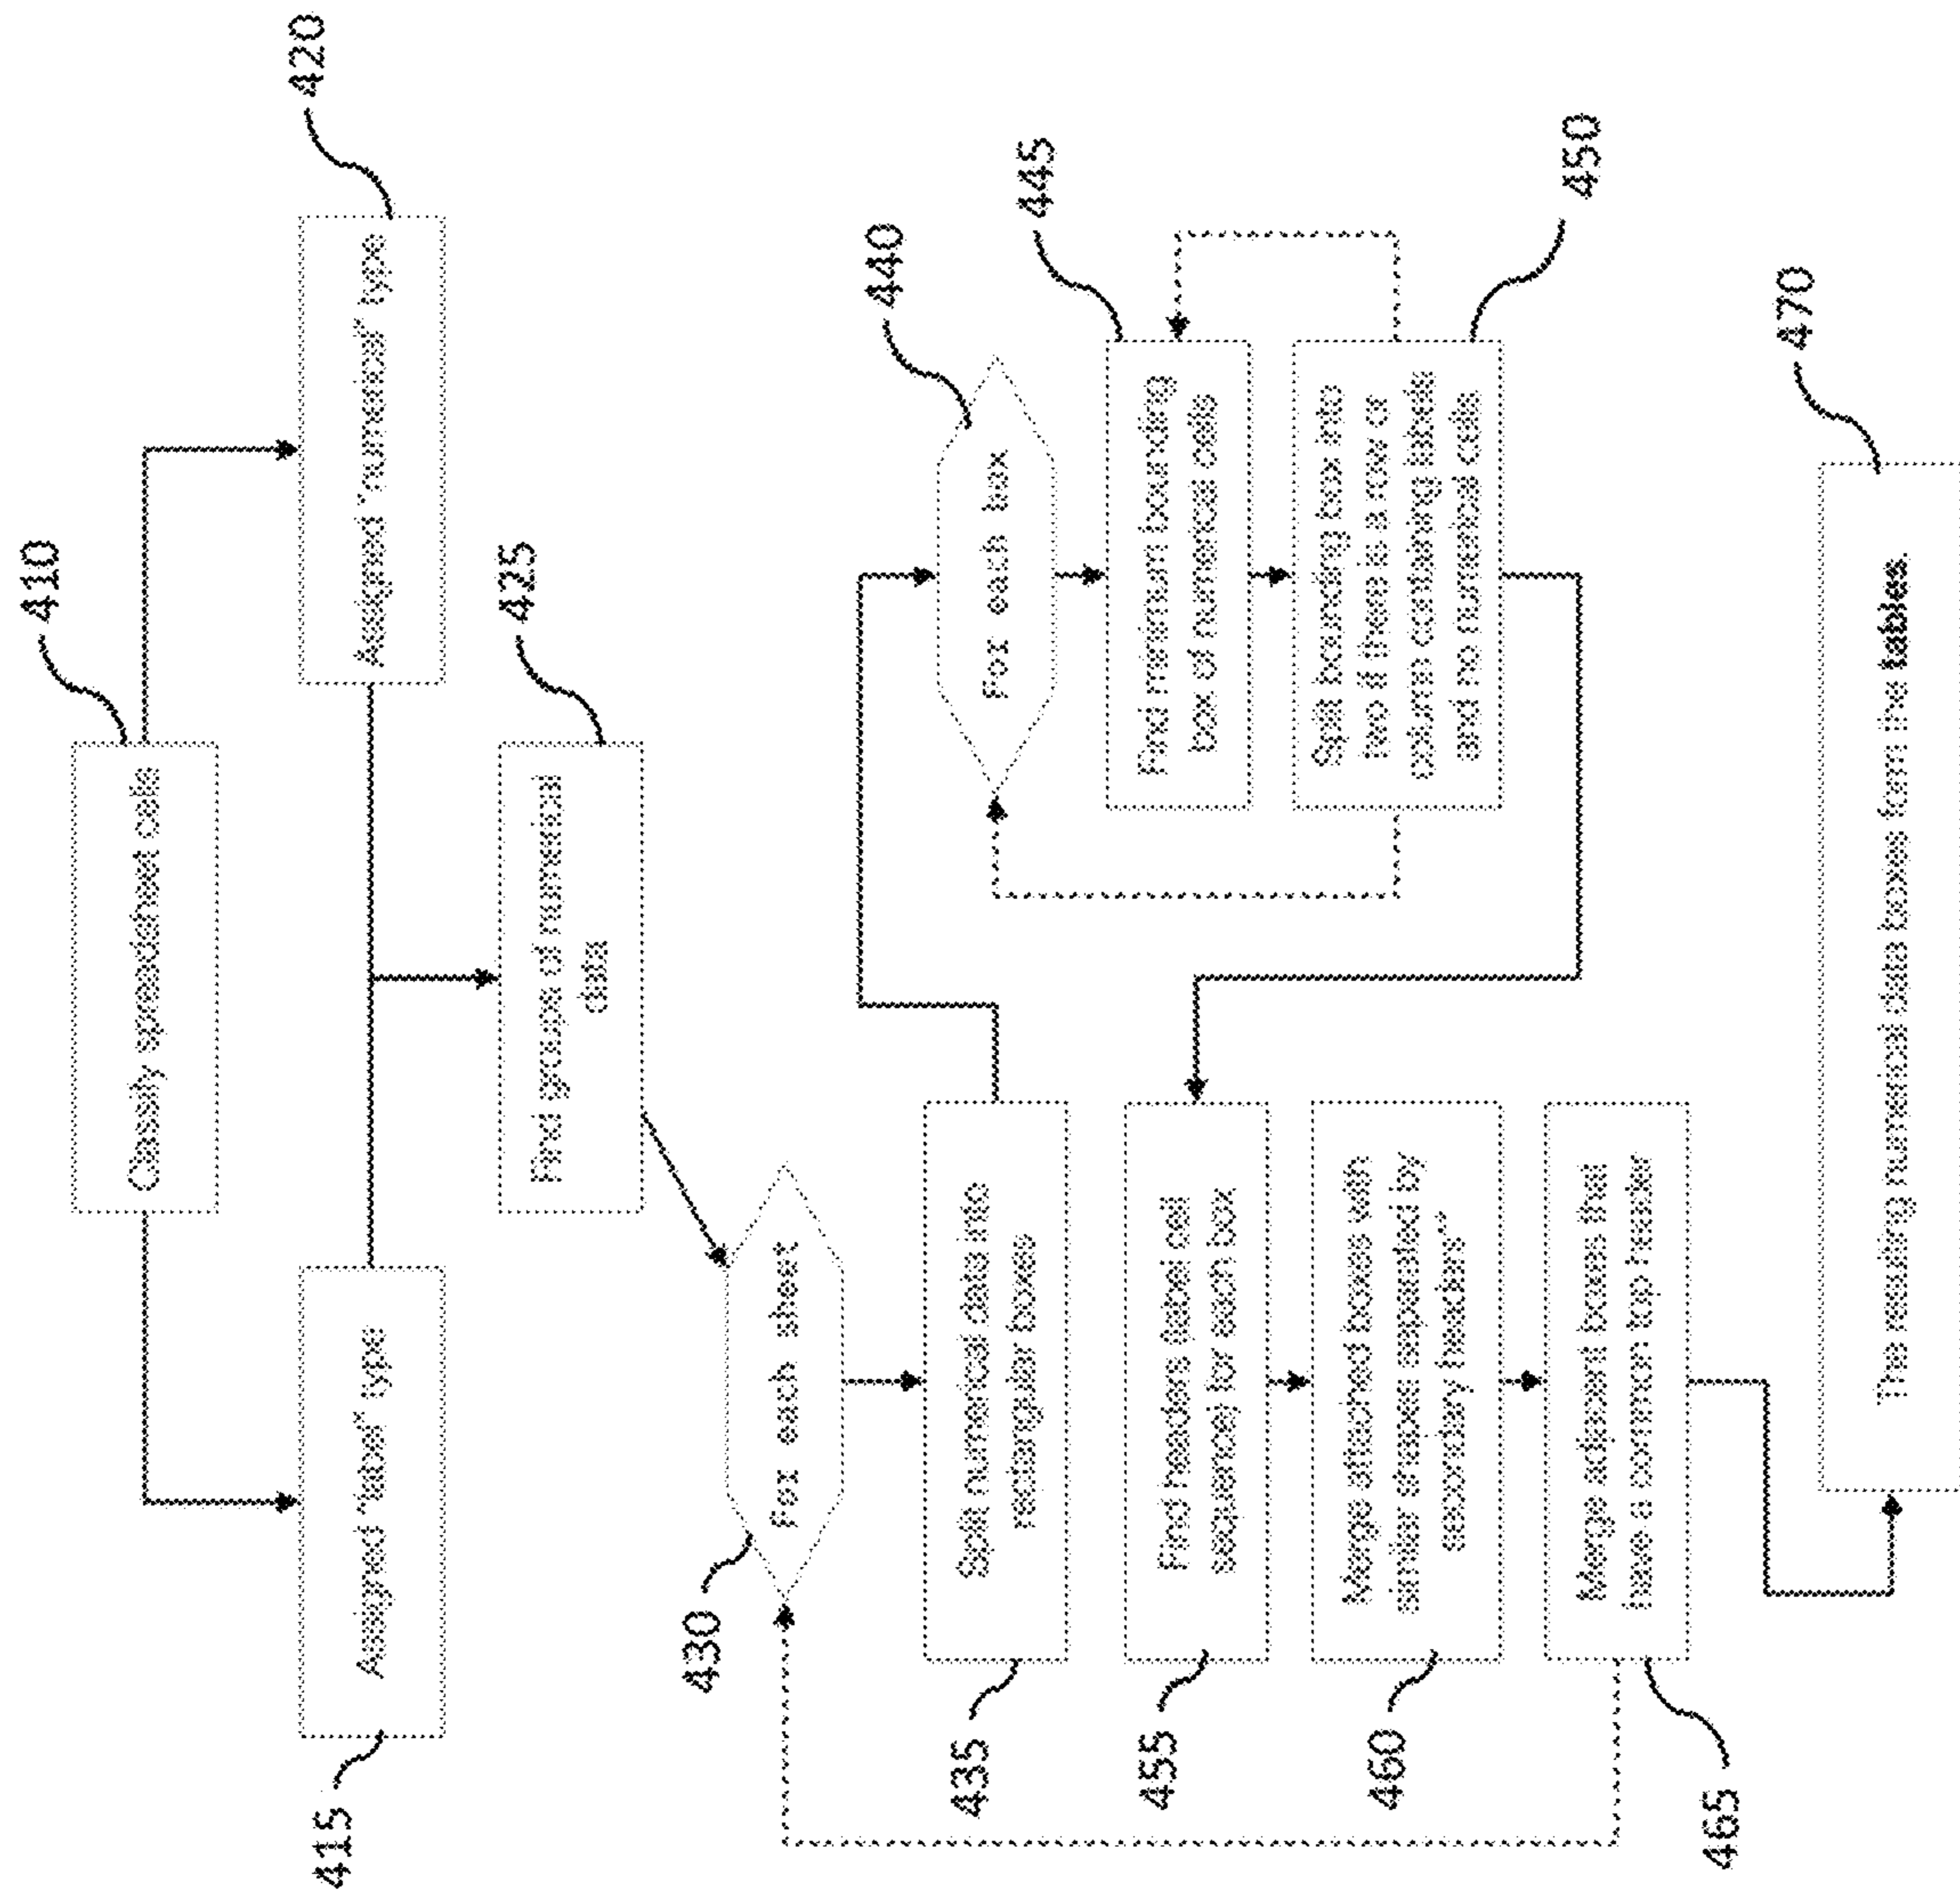 410
Classify spreadsheet cells
415
Assigned "label" type
420
Assigned "numerical" type
425
Find groups of numerical
data
430
For each sheet
435
Split numerical data into
rectangular boxes
440
For each box
445
Find minimum bounding
box of numerical cells
450
Split bounding box into
two if there is a row or
column containing labels
and no numerical cells
455
Find headers (label cell
sequence) for each box
460
Merge attached boxes with
similar shapes separated by
secondary headers"
465
Merge adjacent boxes that
have a common top header
470
The resulting numerical data boxes form the tables.